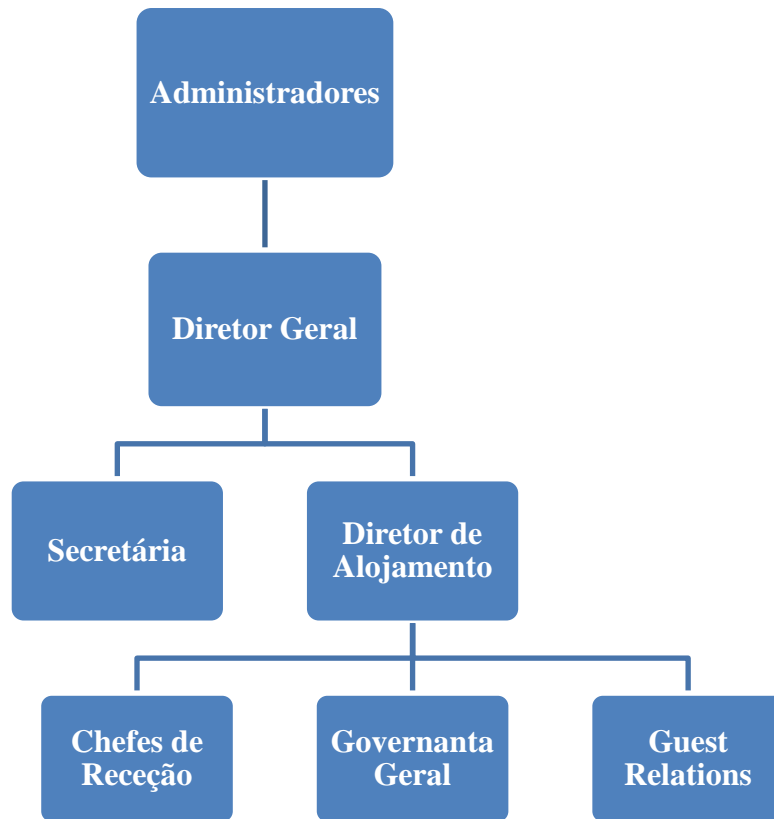 Administradores
Diretor Geral
Secretária
Diretor de
Alojamento
Chefes de
Receção
Governanta
Geral
Guest
Relations